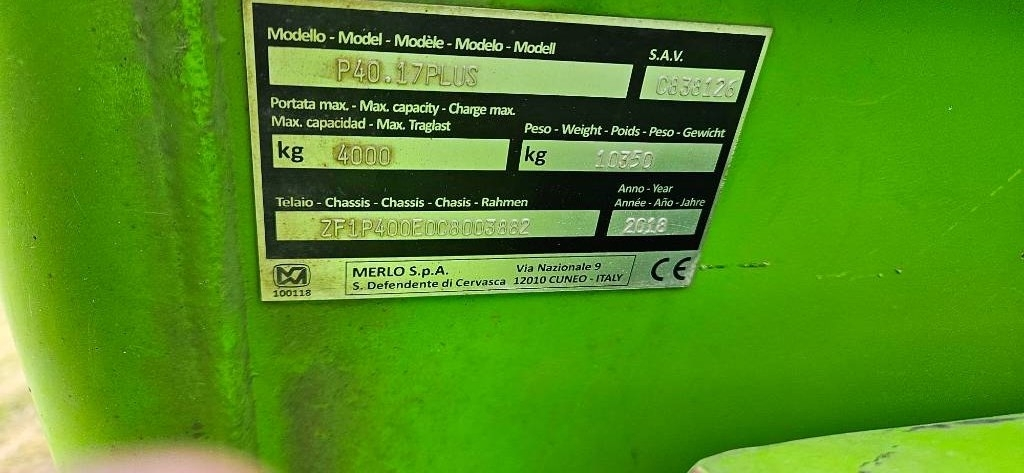 Modello - Model - Modèle - Modelo - Modell
S.A.V.
P40.17PLUS
C838126
Portata max. - Max. capacity - Charge max.
Max. capacidad - Max. Traglast
Peso - Weight - Poids - Peso - Gewicht
kg 4000
kg 10350
Anno - Year
Telaio - Chassis - Chassis - Chasis - Rahmen
Année - Año - Jahre
ZF1P400E0C8003882
2018
MERLO S.p.A.
Via Nazionale 9
S. Defendente di Cervasca 12010 CUNEO - ITALY
CE
100118